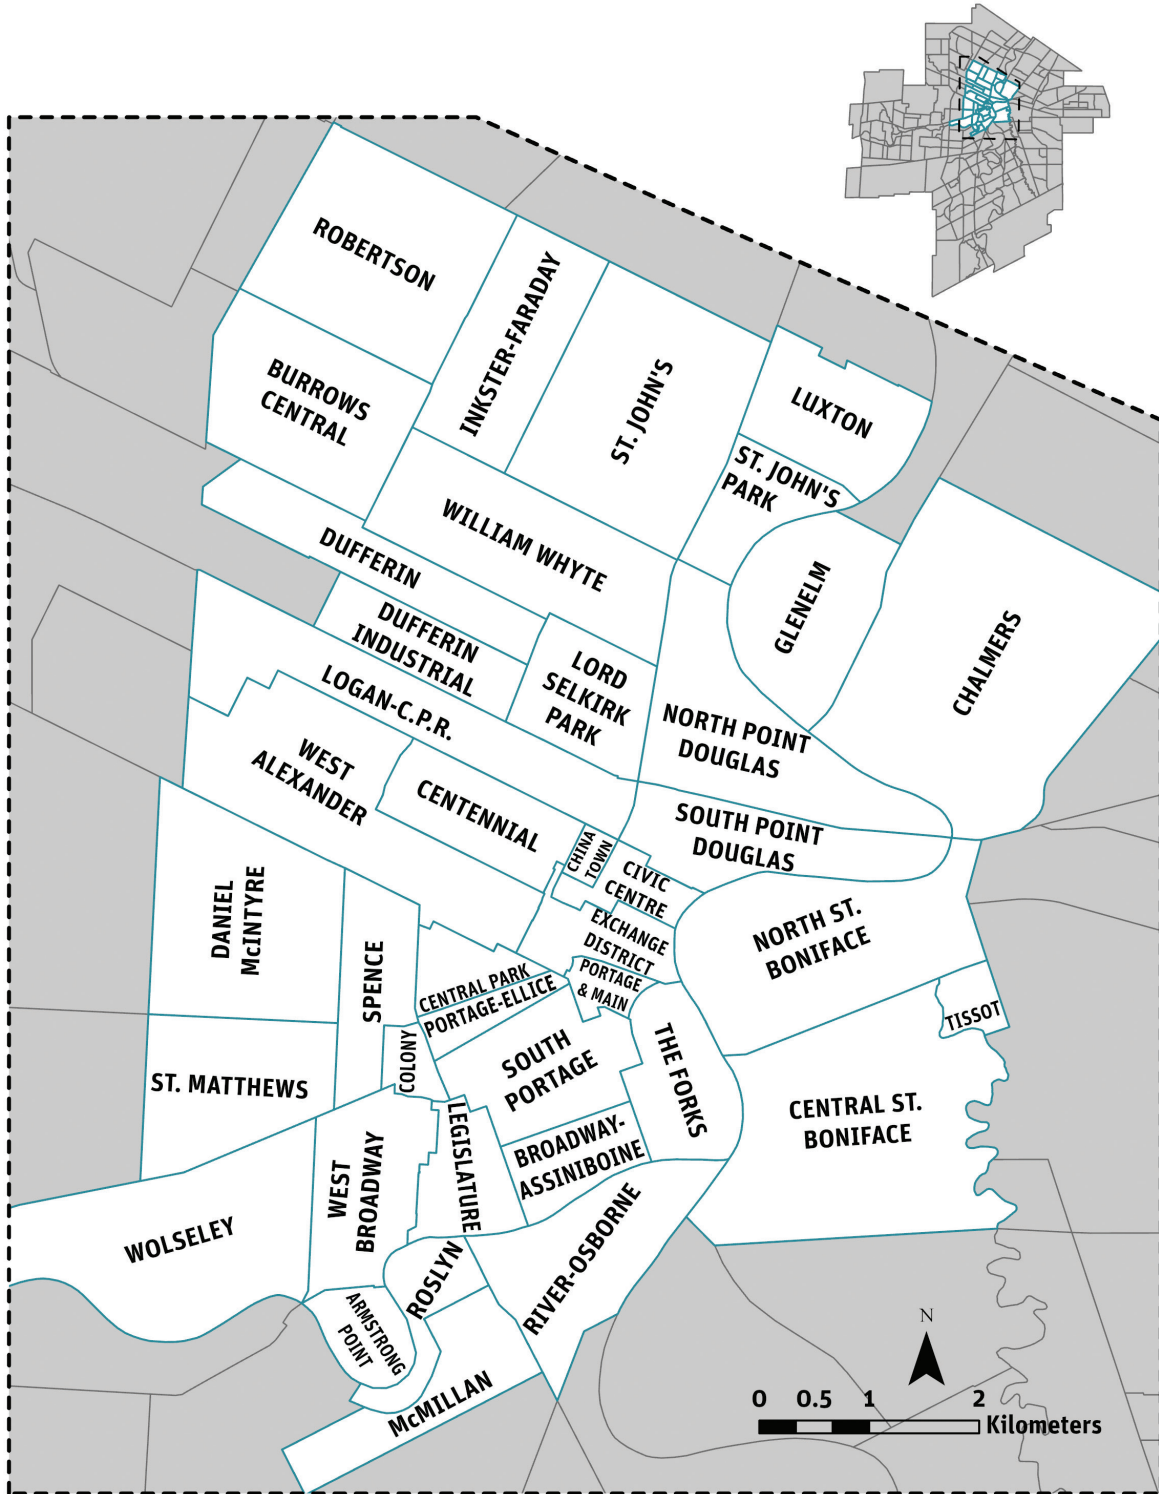 ROBERTSON
INKSTER-FARADAY
BURROWS
CENTRAL
ST. JOHN'S
LUXTON
ST. JOHN'S
PARK
WILLIAM WHYTE
DUFFERIN
GLENELM
DUFFERIN
INDUSTRIAL
CHALMERS
LORD
SELKIRK
PARK
LOGAN-C.P.R.
NORTH POINT
DOUGLAS
WEST
ALEXANDER
CENTENNIAL
SOUTH POINT
DOUGLAS
CHINA
TOWN
CIVIC
CENTRE
DANIEL
McINTYRE
EXCHANGE
DISTRICT
NORTH ST.
BONIFACE
SPENCE
CENTRAL PARK
PORTAGE-ELLICE
PORTAGE
& MAIN
TISSOT
COLONY
SOUTH
PORTAGE
THE FORKS
ST. MATTHEWS
CENTRAL ST.
BONIFACE
LEGISLATURE
BROADWAY-
ASSINIBOINE
WEST
BROADWAY
WOLSELEY
ROSLYN
RIVER-OSBORNE
ARMSTRONG
POINT
McMILLAN
N
0 0.5 1 2
Kilometers